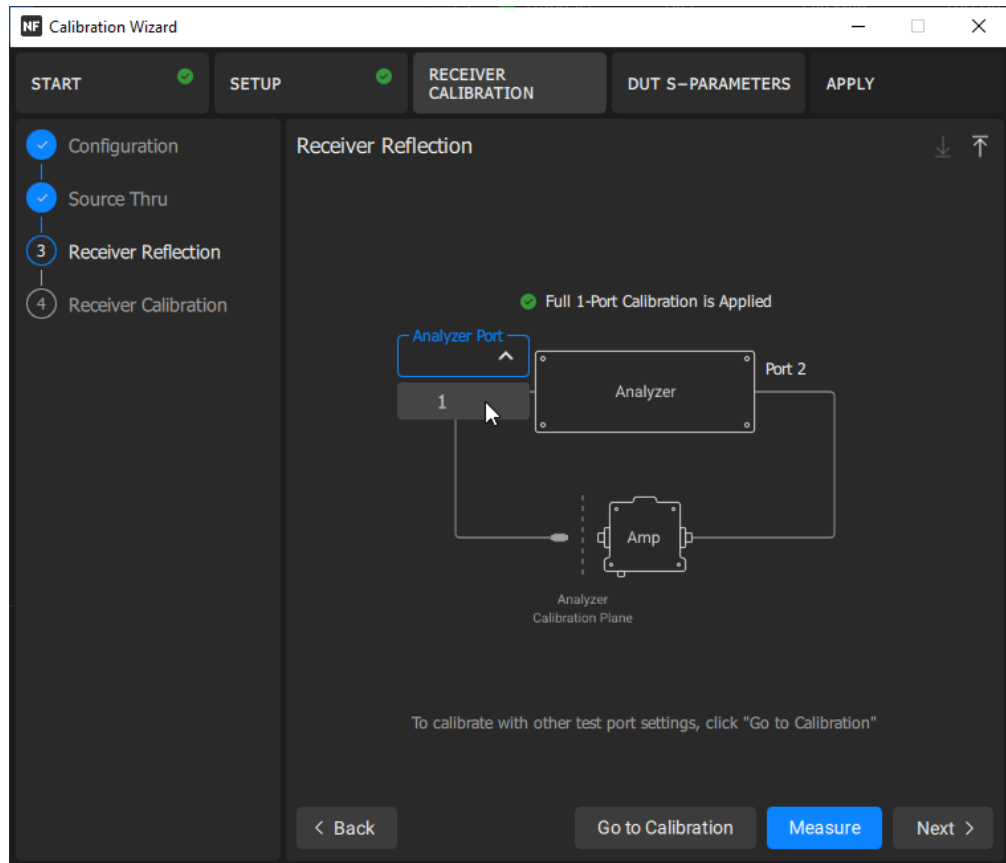 NF Calibration Wizard
START
SETUP
RECEIVER
CALIBRATION
DUT S-PARAMETERS
APPLY
Configuration
Source Thru
3 Receiver Reflection
4 Receiver Calibration
Receiver Reflection
Full 1-Port Calibration is Applied
Analyzer Port
1
Analyzer
Port 2
Amp
Analyzer
Calibration Plane
To calibrate with other test port settings, click "Go to Calibration"
< Back
Go to Calibration
Measure
Next >